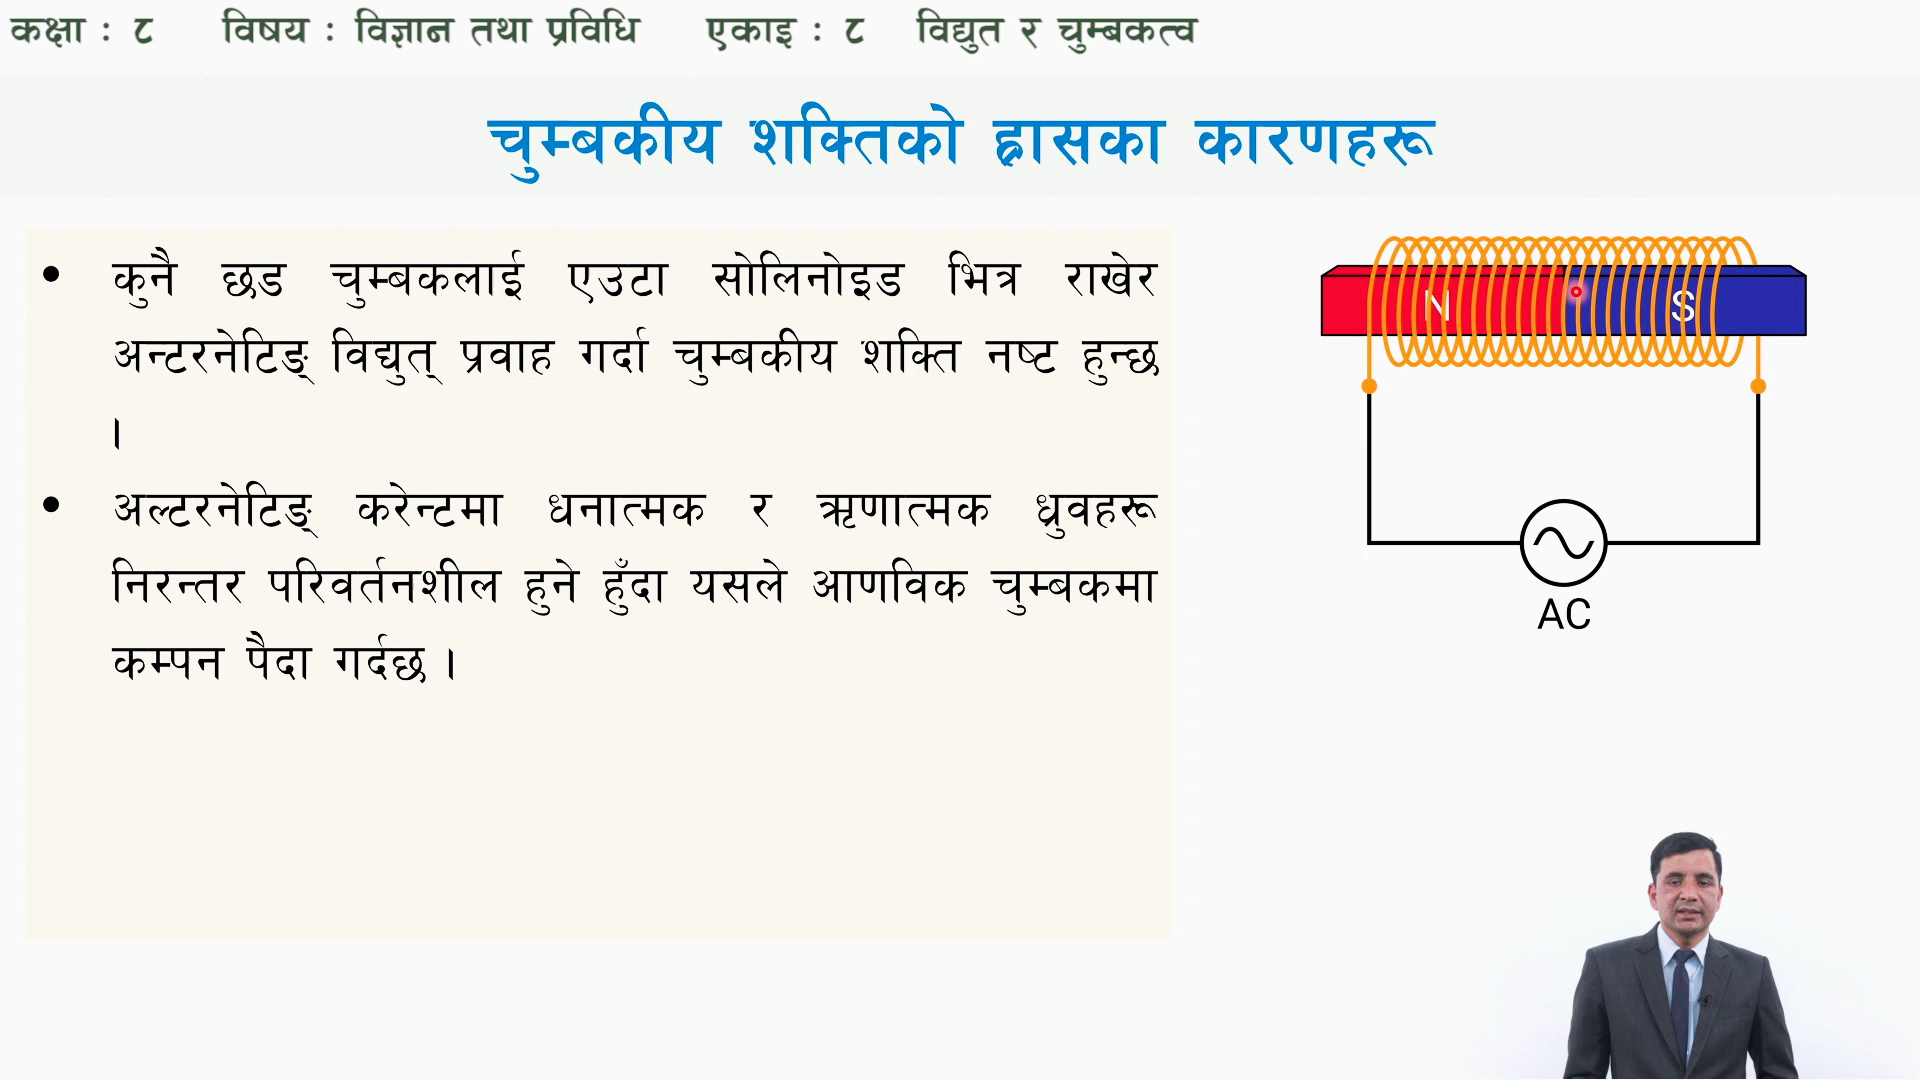 कक्षा : ८ विषय : विज्ञान तथा प्रविधि एकाइ : ८ विद्युत र चुम्बकत्व
चुम्बकीय शक्तिको ह्रासका कारणहरू
• कुनै छड चुम्बकलाई एउटा सोलिनोइड भित्र राखेर
अन्टरनेटिङ् विद्युत् प्रवाह गर्दा चुम्बकीय शक्ति नष्ट हुन्छ
।
• अल्टरनेटिङ् करेन्टमा धनात्मक र ऋणात्मक ध्रुवहरू
निरन्तर परिवर्तनशील हुने हुँदा यसले आणविक चुम्बकमा
कम्पन पैदा गर्दछ ।
N S
AC